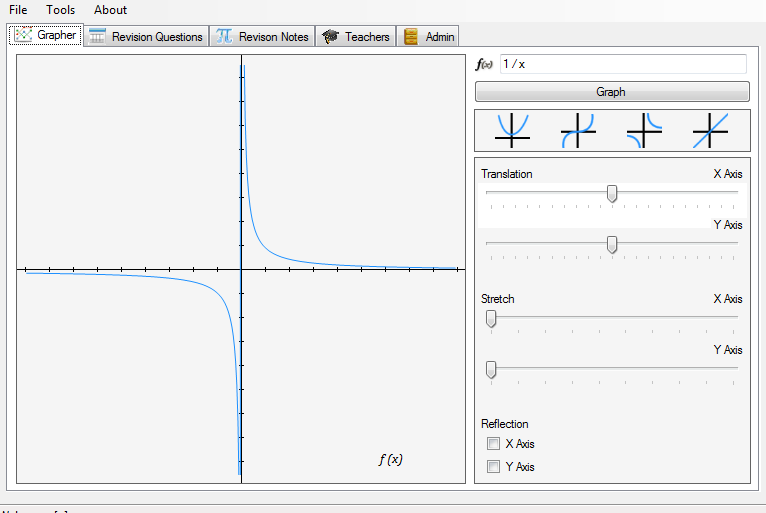 File Tools About
Grapher Revision Questions Revison Notes Teachers Admin
f(x) 1 / x
Graph
Translation X Axis
Y Axis
Stretch X Axis
Y Axis
Reflection
X Axis
Y Axis
f (x)